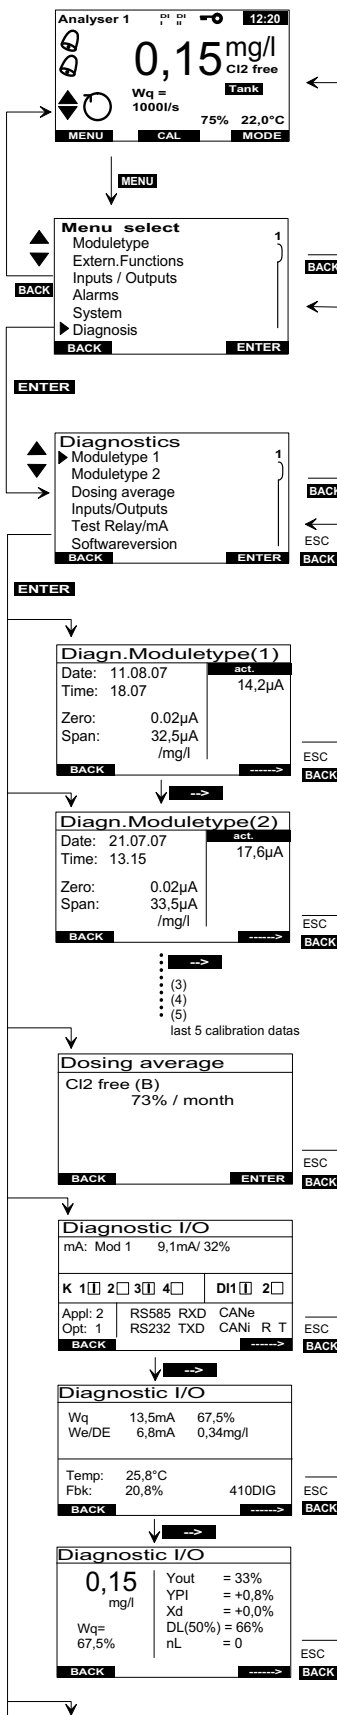 Analyser 1 DI I DI II 12:20
0,15 mg/l
Cl2 free
Wq =
1000l/s
Tank
75% 22,0°C
MENU CAL MODE
MENU
Menu select
Moduletype 1
Extern.Functions
Inputs / Outputs
Alarms
System
Diagnosis
BACK ENTER
BACK
BACK
ENTER
Diagnostics
Moduletype 1 1
Moduletype 2
Dosing average
Inputs/Outputs
Test Relay/mA
Softwareversion
BACK ENTER
BACK
ESC
BACK
ENTER
Diagn.Moduletype(1)
Date: 11.08.07 act.
Time: 18.07 14,2µA
Zero: 0.02µA
Span: 32,5µA
/mg/l
BACK ------>
ESC
BACK
-->
Diagn.Moduletype(2)
Date: 21.07.07 act.
Time: 13.15 17,6µA
Zero: 0.02µA
Span: 33,5µA
/mg/l
BACK ------>
ESC
BACK
-->
(3)
(4)
(5)
last 5 calibration datas
Dosing average
Cl2 free (B)
73% / month
BACK ENTER
ESC
BACK
Diagnostic I/O
mA: Mod 1 9,1mA/ 32%
K 1 I 2 3 I 4 DI1 I 2
Appl: 2 RS585 RXD CANe
Opt: 1 RS232 TXD CANi R T
BACK ------>
ESC
BACK
-->
Diagnostic I/O
Wq 13,5mA 67,5%
We/DE 6,8mA 0,34mg/l
Temp: 25,8°C
Fbk: 20,8% 410DIG
BACK ------>
ESC
BACK
-->
Diagnostic I/O
0,15
mg/l
Wq=
67,5%
Yout = 33%
YPI = +0,8%
Xd = +0,0%
DL(50%) = 66%
nL = 0
BACK ------>
ESC
BACK